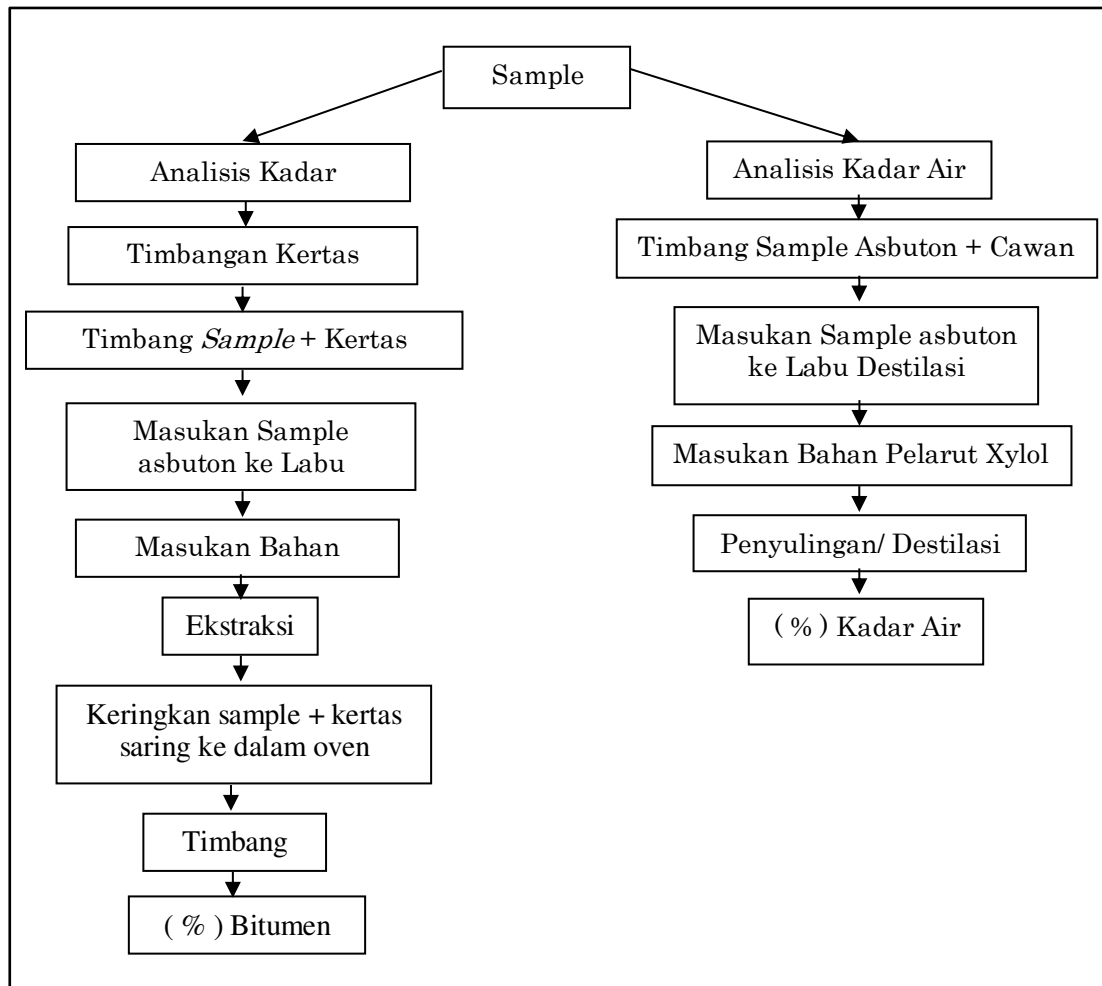 Sample
Analisis Kadar
Timbangan Kertas
Timbang Sample + Kertas
Masukan Sample
asbuton ke Labu
Masukan Bahan
Ekstraksi
Keringkan sample + kertas
saring ke dalam oven
Timbang
( % ) Bitumen
Analisis Kadar Air
Timbang Sample Asbuton + Cawan
Masukan Sample asbuton
ke Labu Destilasi
Masukan Bahan Pelarut Xylol
Penyulingan/ Destilasi
( % ) Kadar Air